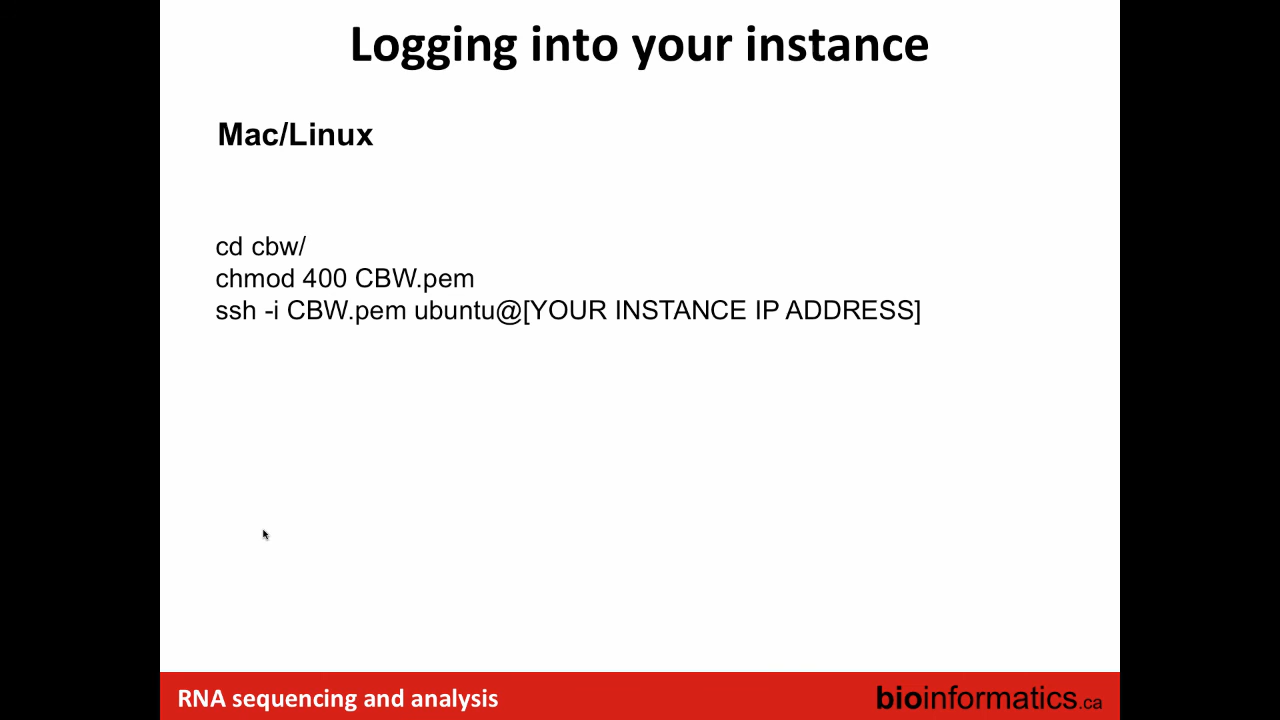 Logging into your instance
Mac/Linux
cd cbw/
chmod 400 CBW.pem
ssh -i CBW.pem ubuntu@[YOUR INSTANCE IP ADDRESS]
RNA sequencing and analysis
bioinformatics.ca